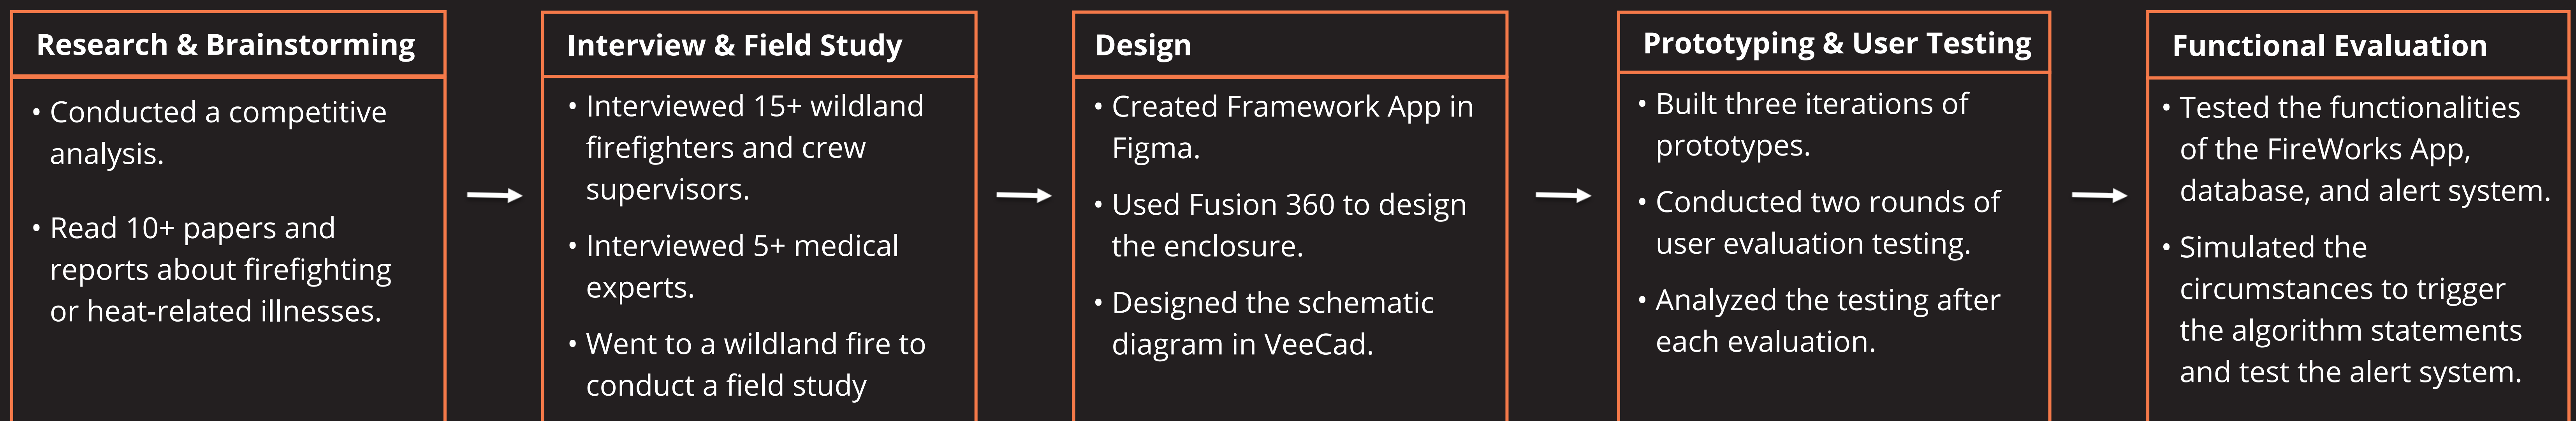 Research & Brainstorming
• Conducted a competitive
analysis.
• Read 10+ papers and
reports about firefighting
or heat-related illnesses.
Interview & Field Study
• Interviewed 15+ wildland
firefighters and crew
supervisors.
• Interviewed 5+ medical
experts.
• Went to a wildland fire to
conduct a field study
Design
• Created Framework App in
Figma.
• Used Fusion 360 to design
the enclosure.
• Designed the schematic
diagram in VeeCad.
Prototyping & User Testing
• Built three iterations of
prototypes.
• Conducted two rounds of
user evaluation testing.
• Analyzed the testing after
each evaluation.
Functional Evaluation
• Tested the functionalities
of the FireWorks App,
database, and alert system.
• Simulated the
circumstances to trigger
the algorithm statements
and test the alert system.